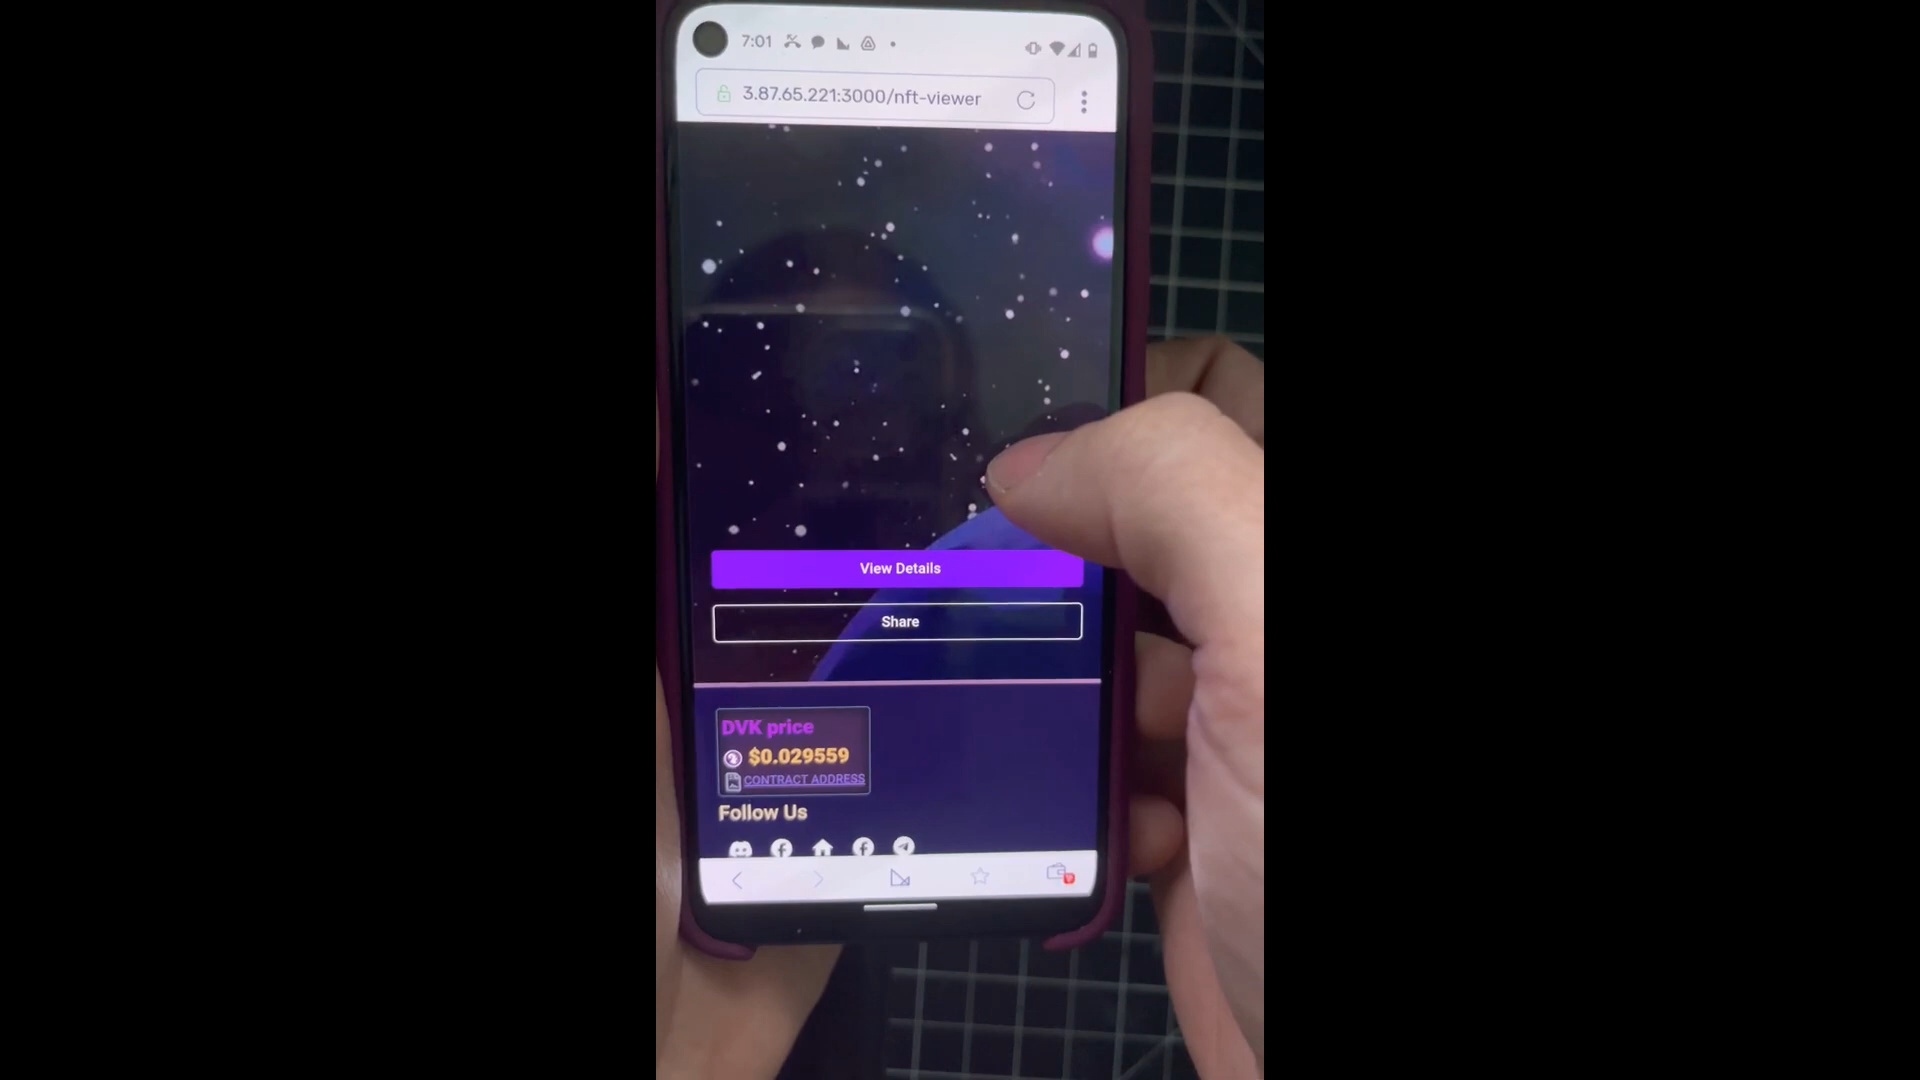 7:01
3.87.65.221:3000/nft-viewer
View Details
Share
DVK price
$0.029559
CONTRACT ADDRESS
Follow Us